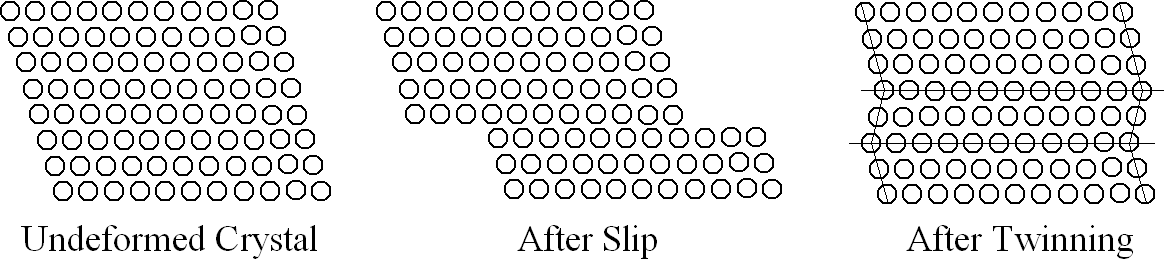 Undeformed Crystal
After Slip
After Twinning